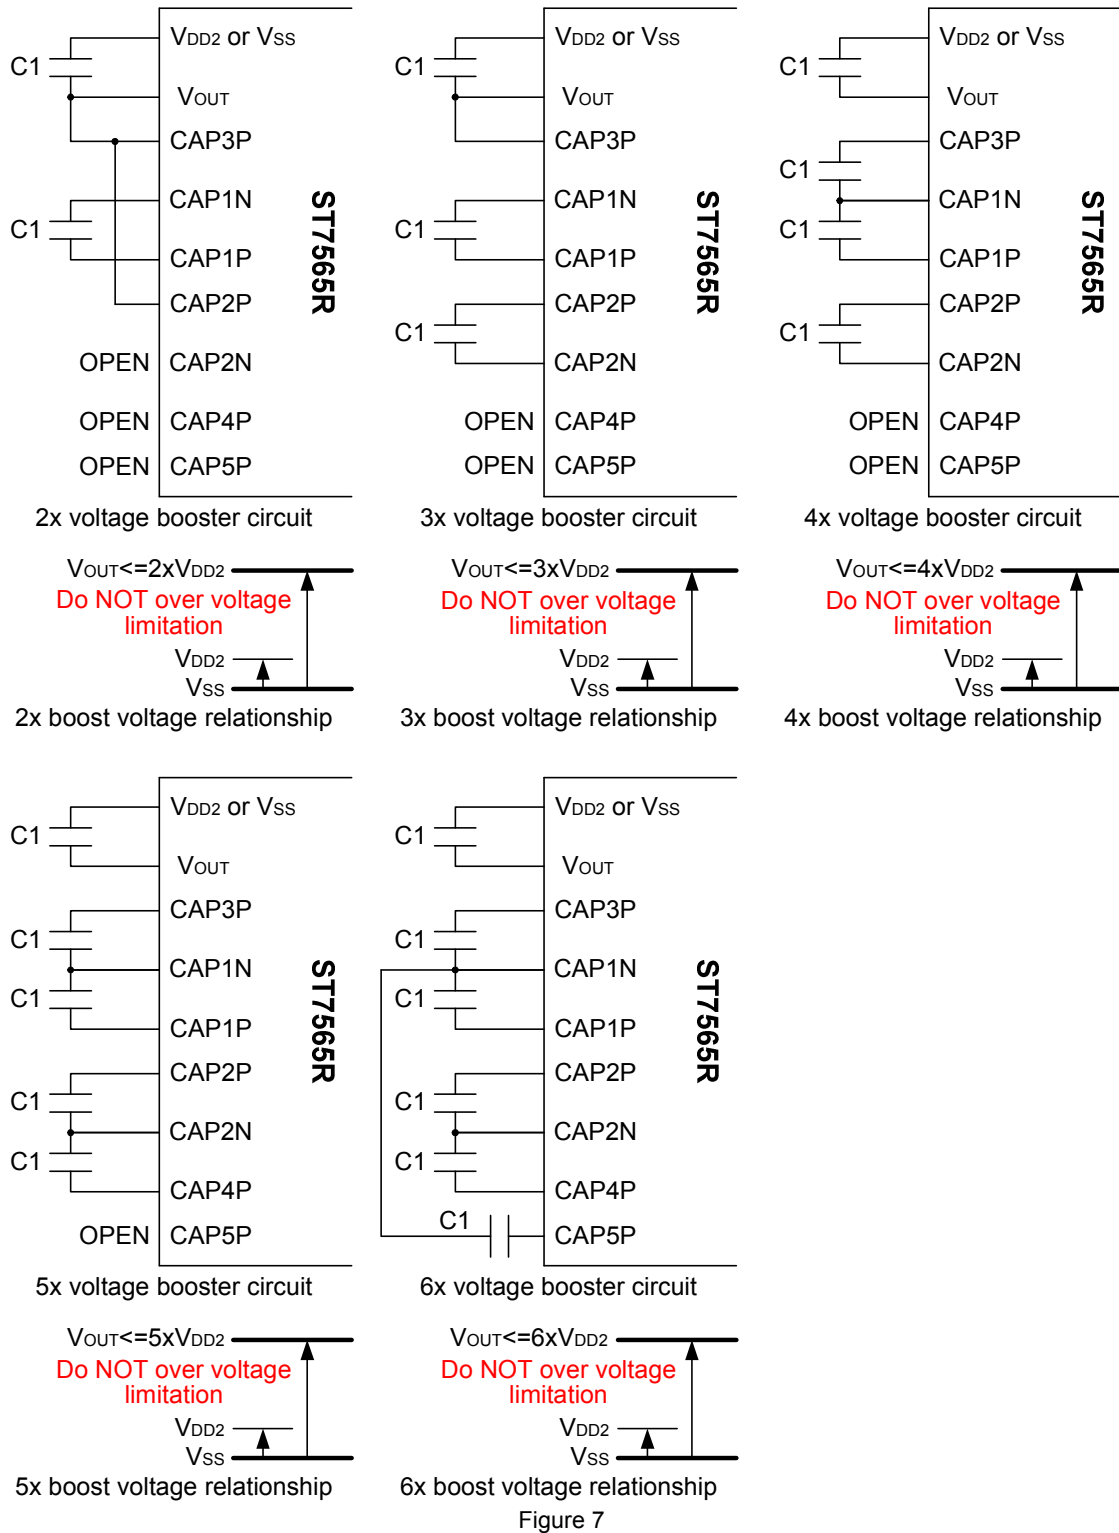 VDD2 or VSS
C1
VOUT
CAP3P
CAP1N
C1
CAP1P
CAP2P
OPEN CAP2N
OPEN CAP4P
OPEN CAP5P
ST7565R
2x voltage booster circuit
VOUT<=2xVDD2
Do NOT over voltage
limitation
VDD2
VSS
2x boost voltage relationship
VDD2 or VSS
C1
VOUT
CAP3P
CAP1N
C1
CAP1P
CAP2P
C1
CAP2N
OPEN CAP4P
OPEN CAP5P
ST7565R
3x voltage booster circuit
VOUT<=3xVDD2
Do NOT over voltage
limitation
VDD2
VSS
3x boost voltage relationship
VDD2 or VSS
C1
VOUT
CAP3P
C1
CAP1N
C1
CAP1P
CAP2P
C1
CAP2N
OPEN CAP4P
OPEN CAP5P
ST7565R
4x voltage booster circuit
VOUT<=4xVDD2
Do NOT over voltage
limitation
VDD2
VSS
4x boost voltage relationship
VDD2 or VSS
C1
VOUT
CAP3P
C1
CAP1N
C1
CAP1P
CAP2P
C1
CAP2N
C1
CAP4P
OPEN CAP5P
ST7565R
5x voltage booster circuit
VOUT<=5xVDD2
Do NOT over voltage
limitation
VDD2
VSS
5x boost voltage relationship
VDD2 or VSS
C1
VOUT
CAP3P
C1
CAP1N
C1
CAP1P
CAP2P
C1
CAP2N
C1
CAP4P
C1
CAP5P
ST7565R
6x voltage booster circuit
VOUT<=6xVDD2
Do NOT over voltage
limitation
VDD2
VSS
6x boost voltage relationship
Figure 7